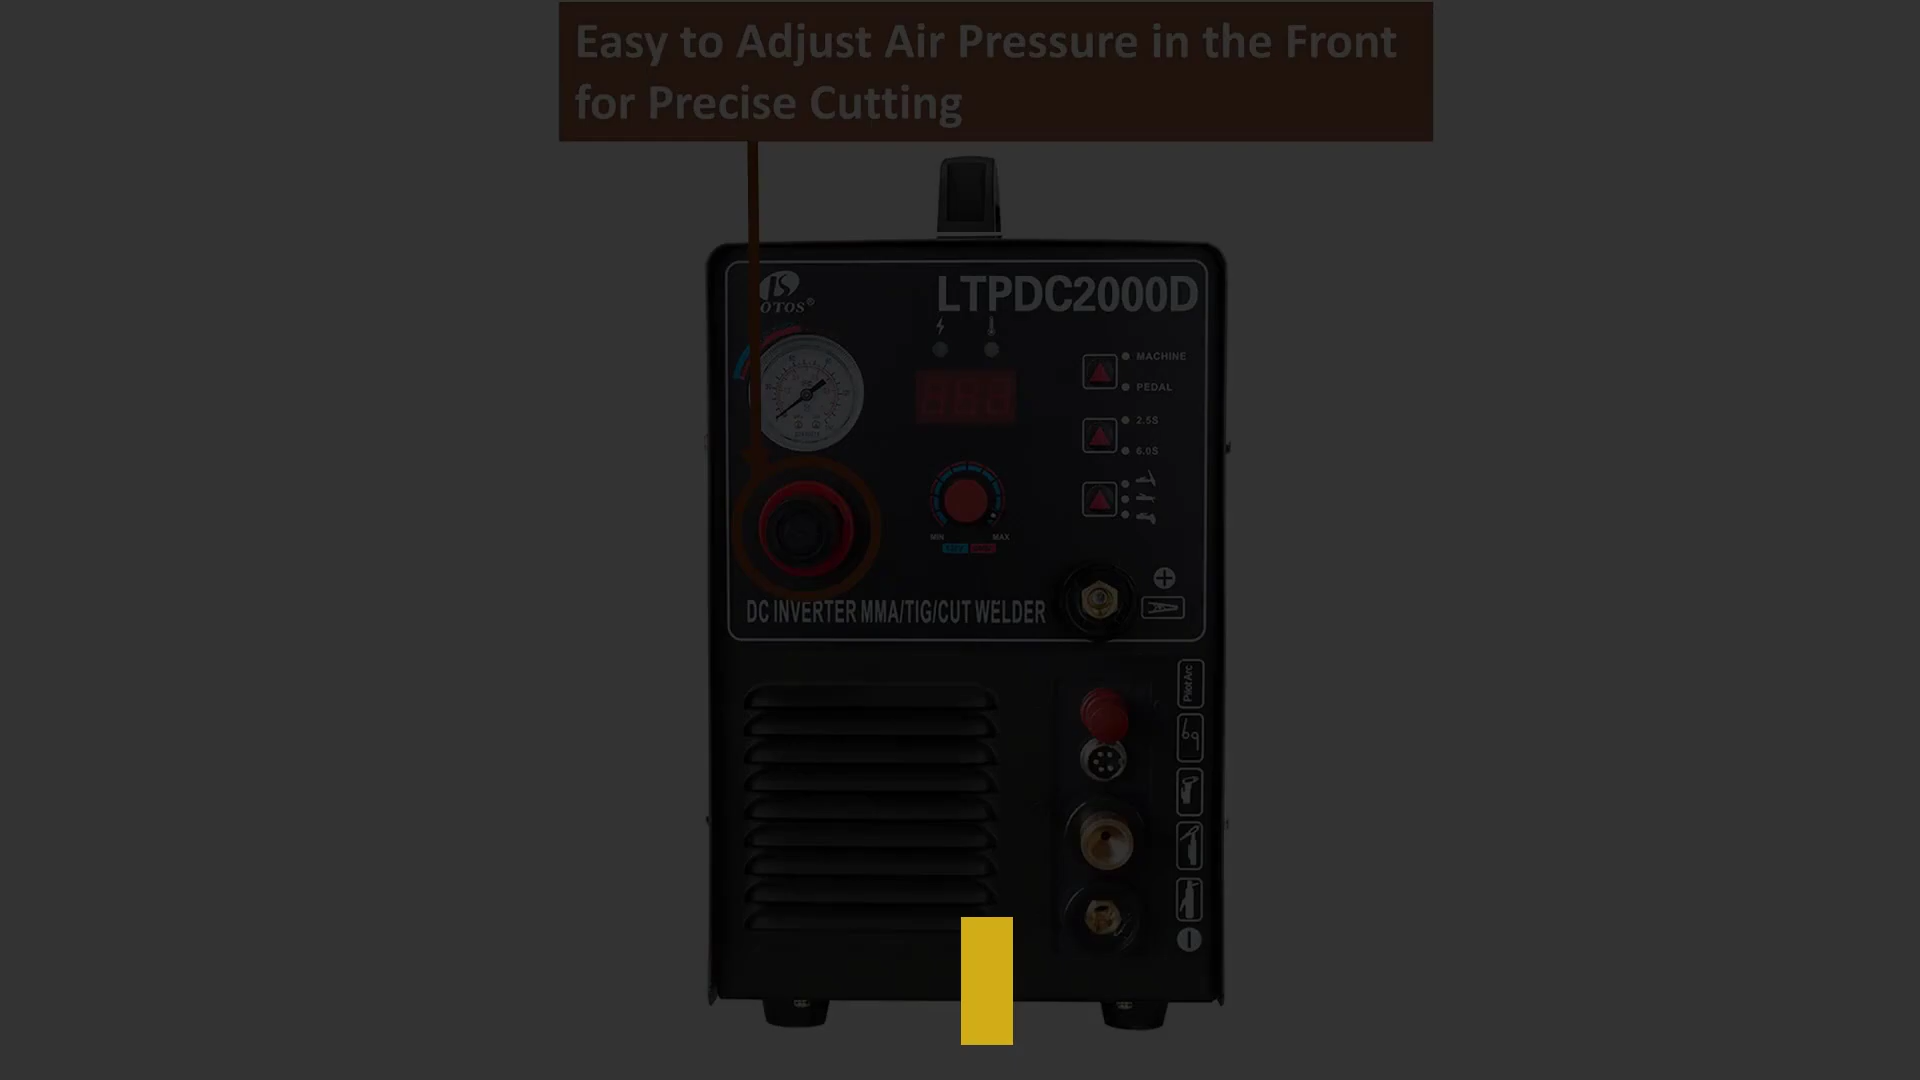 Easy to Adjust Air Pressure in the Front
for Precise Cutting
OTOS®
LTPDC2000D
MACHINE
PEDAL
2.5S
6.0S
MIN
MAX
DC INVERTER MMA/TIG/CUT WELDER
Pilot Arc